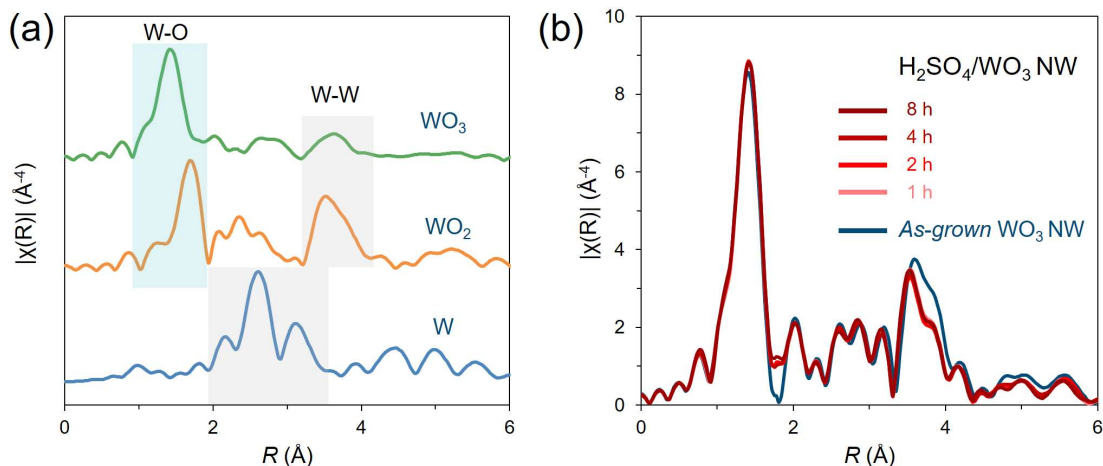 (a)
W-O
W-W
WO₃
WO₂
W
|χ(R)| (Å⁻⁴)
0 2 4 6
R (Å)
(b)
H₂SO₄/WO₃ NW
8 h
4 h
2 h
1 h
As-grown WO₃ NW
|χ(R)| (Å⁻⁴)
10
8
6
4
2
0
0 2 4 6
R (Å)